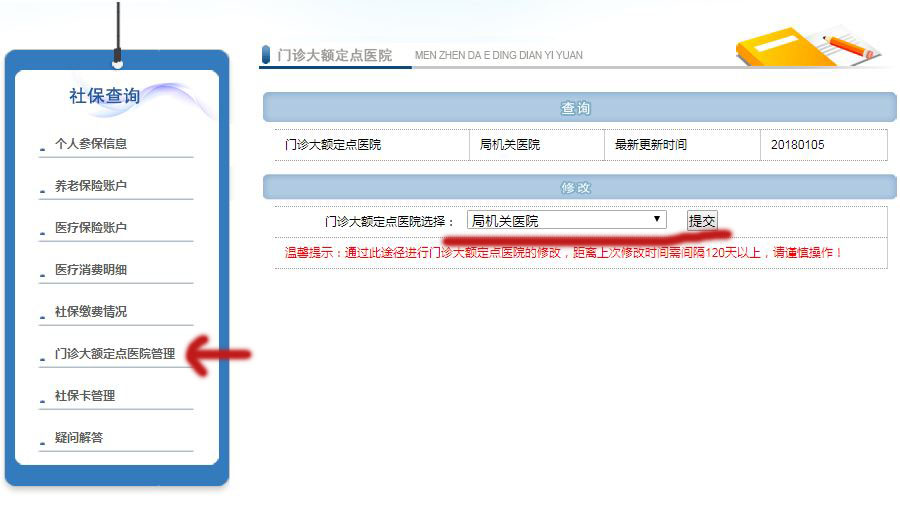 社保查询
个人参保信息
养老保险账户
医疗保险账户
医疗消费明细
社保缴费情况
门诊大额定点医院管理
社保卡管理
疑问解答
门诊大额定点医院 MEN ZHEN DA E DING DIAN YI YUAN
查询
门诊大额定点医院 局机关医院 最新更新时间 20180105
修改
门诊大额定点医院选择： 局机关医院 提交
温馨提示：通过此途径进行门诊大额定点医院的修改，距离上次修改时间需间隔120天以上，请谨慎操作！